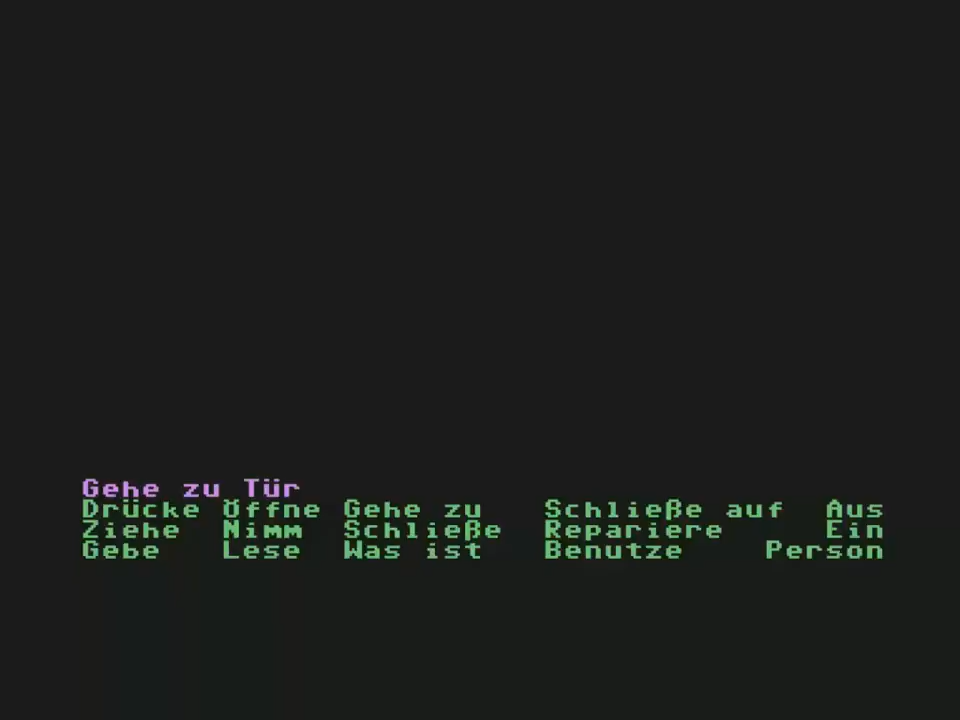 Gehe zu Tür
Drücke Öffne Gehe zu Schließe auf Aus
Ziehe Nimm Schließe Repariere Ein
Gebe Lese Was ist Benutze Person